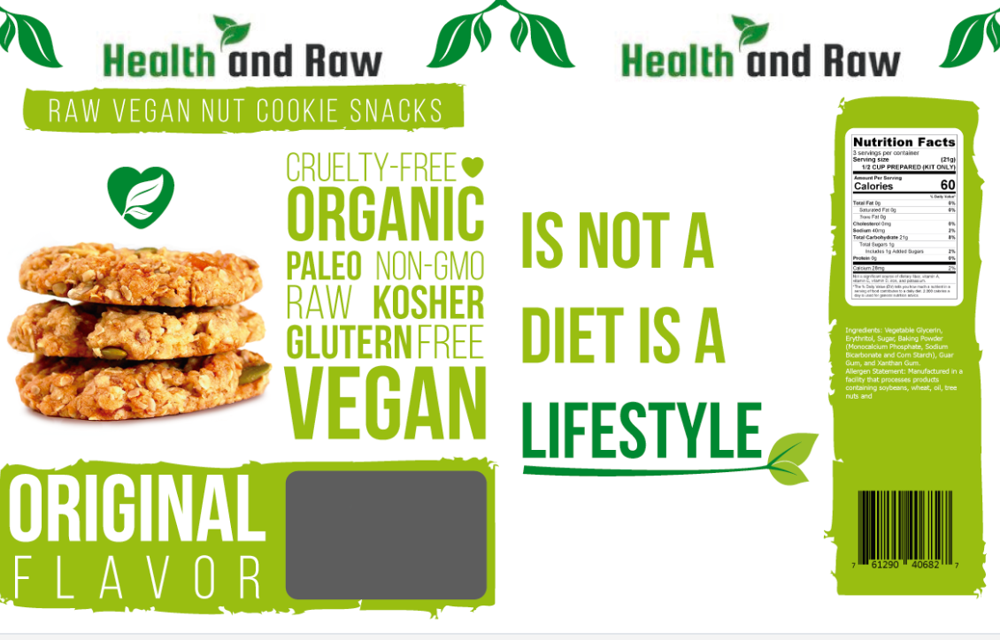 Health and Raw
RAW VEGAN NUT COOKIE SNACKS
CRUELTY-FREE
ORGANIC
PALEO NON-GMO
RAW KOSHER
GLUTERN FREE
VEGAN
ORIGINAL
FLAVOR
Health and Raw
IS NOT A
DIET IS A
LIFESTYLE
Nutrition Facts
3 servings per container
Serving size (21g)
1/2 CUP PREPARED (KIT ONLY)
Amount Per Serving
Calories 60
% Daily Value*
Total Fat 0g 0%
Saturated Fat 0g 0%
Trans Fat 0g
Cholesterol 0mg 0%
Sodium 40mg 2%
Total Carbohydrate 21g 8%
Total Sugars 1g
Includes 1g Added Sugars 2%
Protein 0g 0%
Calcium 28mg 2%
Not a significant source of dietary fiber, vitamin A,
vitamin C, vitamin D, iron, and potassium.
*The % Daily Value (DV) tells you how much a nutrient in a
serving of food contributes to a daily diet. 2,000 calories a
day is used for general nutrition advice.
Ingredients: Vegetable Glycerin,
Erythritol, Sugar, Baking Powder
(Monocalcium Phosphate, Sodium
Bicarbonate and Corn Starch), Guar
Gum, and Xanthan Gum.
Allergen Statement: Manufactured in a
facility that processes products
containing soybeans, wheat, oil, tree
nuts and
7 61290 40682 7